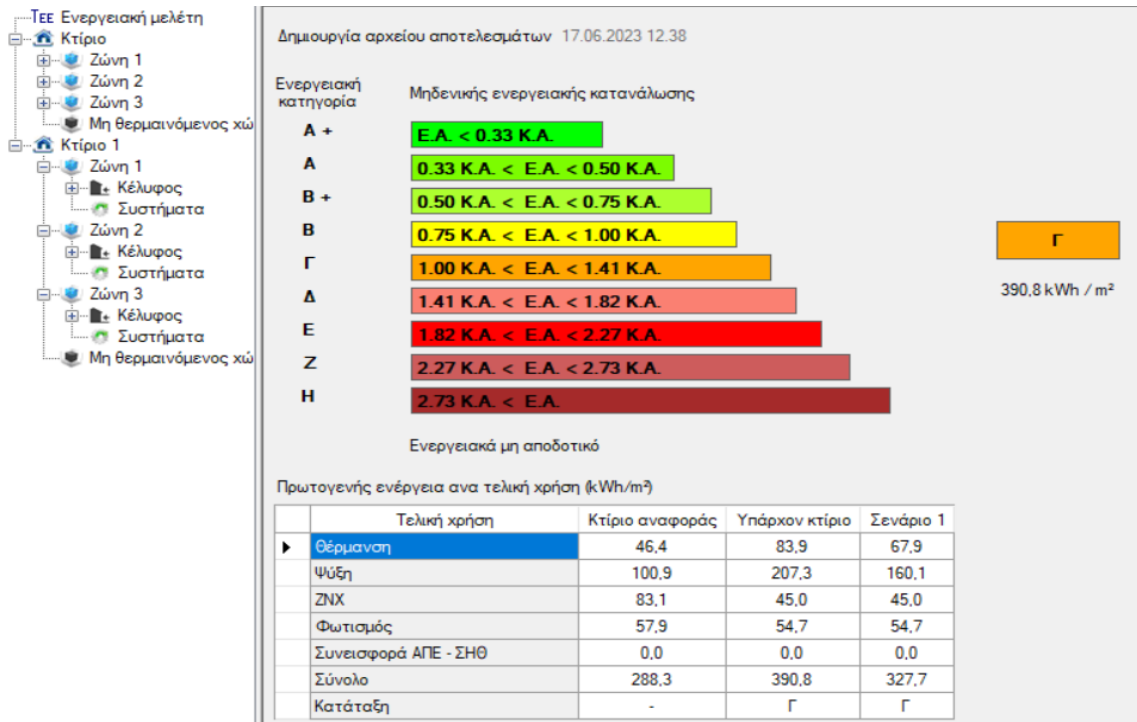 ΤΕΕ Ενεργειακή μελέτη
Κτίριο
Ζώνη 1
Ζώνη 2
Ζώνη 3
Μη θερμαινόμενος χώ
Κτίριο 1
Ζώνη 1
Κέλυφος
Συστήματα
Ζώνη 2
Κέλυφος
Συστήματα
Ζώνη 3
Κέλυφος
Συστήματα
Μη θερμαινόμενος χώ
Δημιουργία αρχείου αποτελεσμάτων 17.06.2023 12.38
Ενεργειακή κατηγορία
Μηδενικής ενεργειακής κατανάλωσης
Α + Ε.Α. < 0.33 Κ.Α.
Α 0.33 Κ.Α. < Ε.Α. < 0.50 Κ.Α.
Β + 0.50 Κ.Α. < Ε.Α. < 0.75 Κ.Α.
Β 0.75 Κ.Α. < Ε.Α. < 1.00 Κ.Α.
Γ 1.00 Κ.Α. < Ε.Α. < 1.41 Κ.Α.
Δ 1.41 Κ.Α. < Ε.Α. < 1.82 Κ.Α.
Ε 1.82 Κ.Α. < Ε.Α. < 2.27 Κ.Α.
Ζ 2.27 Κ.Α. < Ε.Α. < 2.73 Κ.Α.
Η 2.73 Κ.Α. < Ε.Α.
Γ
390,8 kWh / m²
Ενεργειακά μη αποδοτικό
Πρωτογενής ενέργεια ανα τελική χρήση (kWh/m²)
Τελική χρήση Κτίριο αναφοράς Υπάρχον κτίριο Σενάριο 1
Θέρμανση 46,4 83,9 67,9
Ψύξη 100,9 207,3 160,1
ΖΝΧ 83,1 45,0 45,0
Φωτισμός 57,9 54,7 54,7
Συνεισφορά ΑΠΕ - ΣΗΘ 0,0 0,0 0,0
Σύνολο 288,3 390,8 327,7
Κατάταξη - Γ Γ